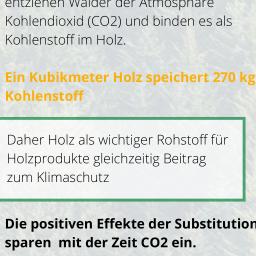 entziehen Wälder der Atmosphäre
Kohlendioxid (CO2) und binden es als
Kohlenstoff im Holz.
Ein Kubikmeter Holz speichert 270 kg
Kohlenstoff
Daher Holz als wichtiger Rohstoff für
Holzprodukte gleichzeitig Beitrag
zum Klimaschutz
Die positiven Effekte der Substitution
sparen mit der Zeit CO2 ein.